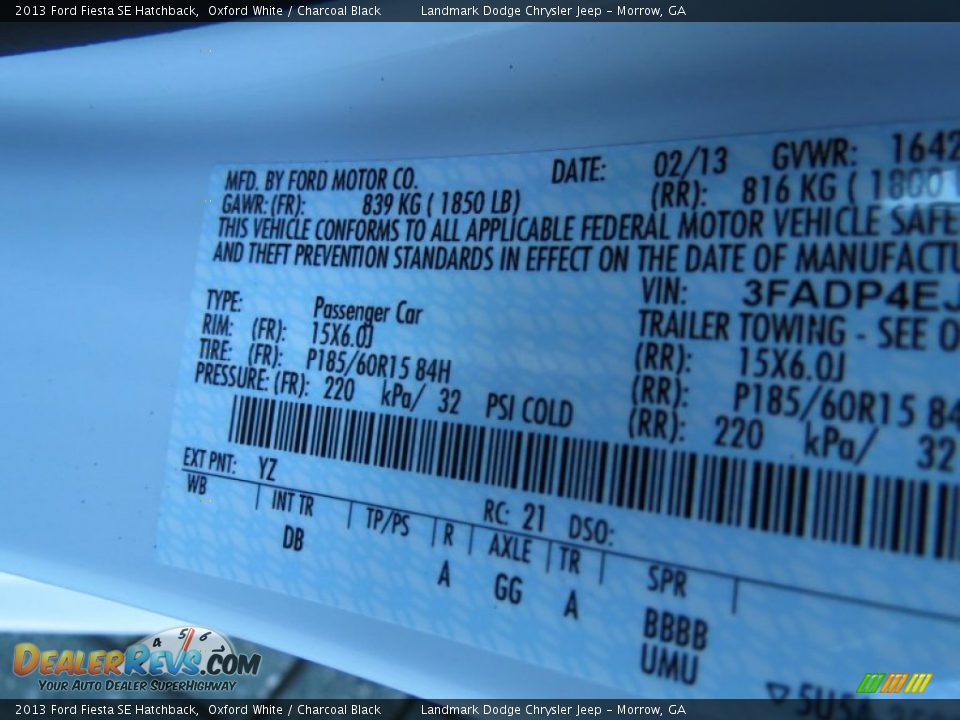 2013 Ford Fiesta SE Hatchback, Oxford White / Charcoal Black Landmark Dodge Chrysler Jeep - Morrow, GA
MFD. BY FORD MOTOR CO. DATE: 02/13 GVWR: 1642
GAWR: (FR): 839 KG ( 1850 LB) (RR): 816 KG ( 1800
THIS VEHICLE CONFORMS TO ALL APPLICABLE FEDERAL MOTOR VEHICLE SAFE
AND THEFT PREVENTION STANDARDS IN EFFECT ON THE DATE OF MANUFACTU
VIN: 3FADP4EJ
TYPE: Passenger Car TRAILER TOWING - SEE O
RIM: (FR): 15X6.0J (RR): 15X6.0J
TIRE: (FR): P185/60R15 84H (RR): P185/60R15 84
PRESSURE: (FR): 220 kPa/ 32 PSI COLD (RR): 220 kPa/ 32
EXT PNT: YZ RC: 21 DSO:
WB INT TR TP/PS R AXLE TR SPR
DB A GG A BBBB
UMU
▽ 5U5A
4 5 6
DealerRevs.com
Your Auto Dealer SuperHighway
2013 Ford Fiesta SE Hatchback, Oxford White / Charcoal Black Landmark Dodge Chrysler Jeep - Morrow, GA